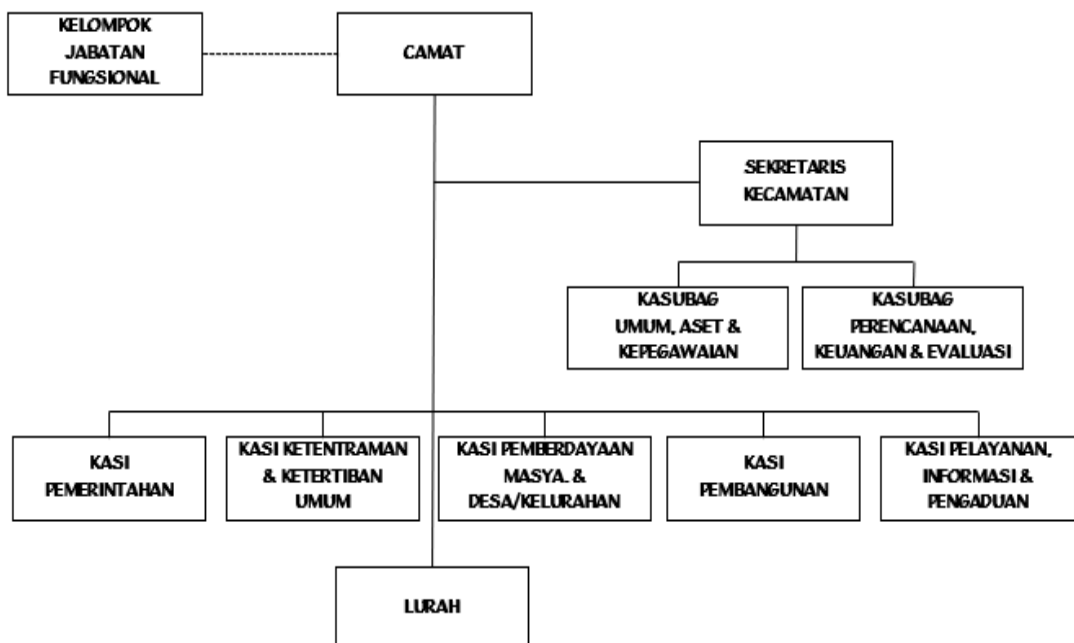 KELOMPOK
JABATAN
FUNGSIONAL
CAMAT
SEKRETARIS
KECAMATAN
KASUBAG
UMUM, ASET &
KEPEGAWAIAN
KASUBAG
PERENCANAAN,
KEUANGAN & EVALUASI
KASI
PEMERINTAHAN
KASI KETENTRAMAN
& KETERTIBAN
UMUM
KASI PEMBERDAYAAN
MASYA. &
DESA/KELURAHAN
KASI
PEMBANGUNAN
KASI PELAYANAN,
INFORMASI &
PENGADUAN
LURAH